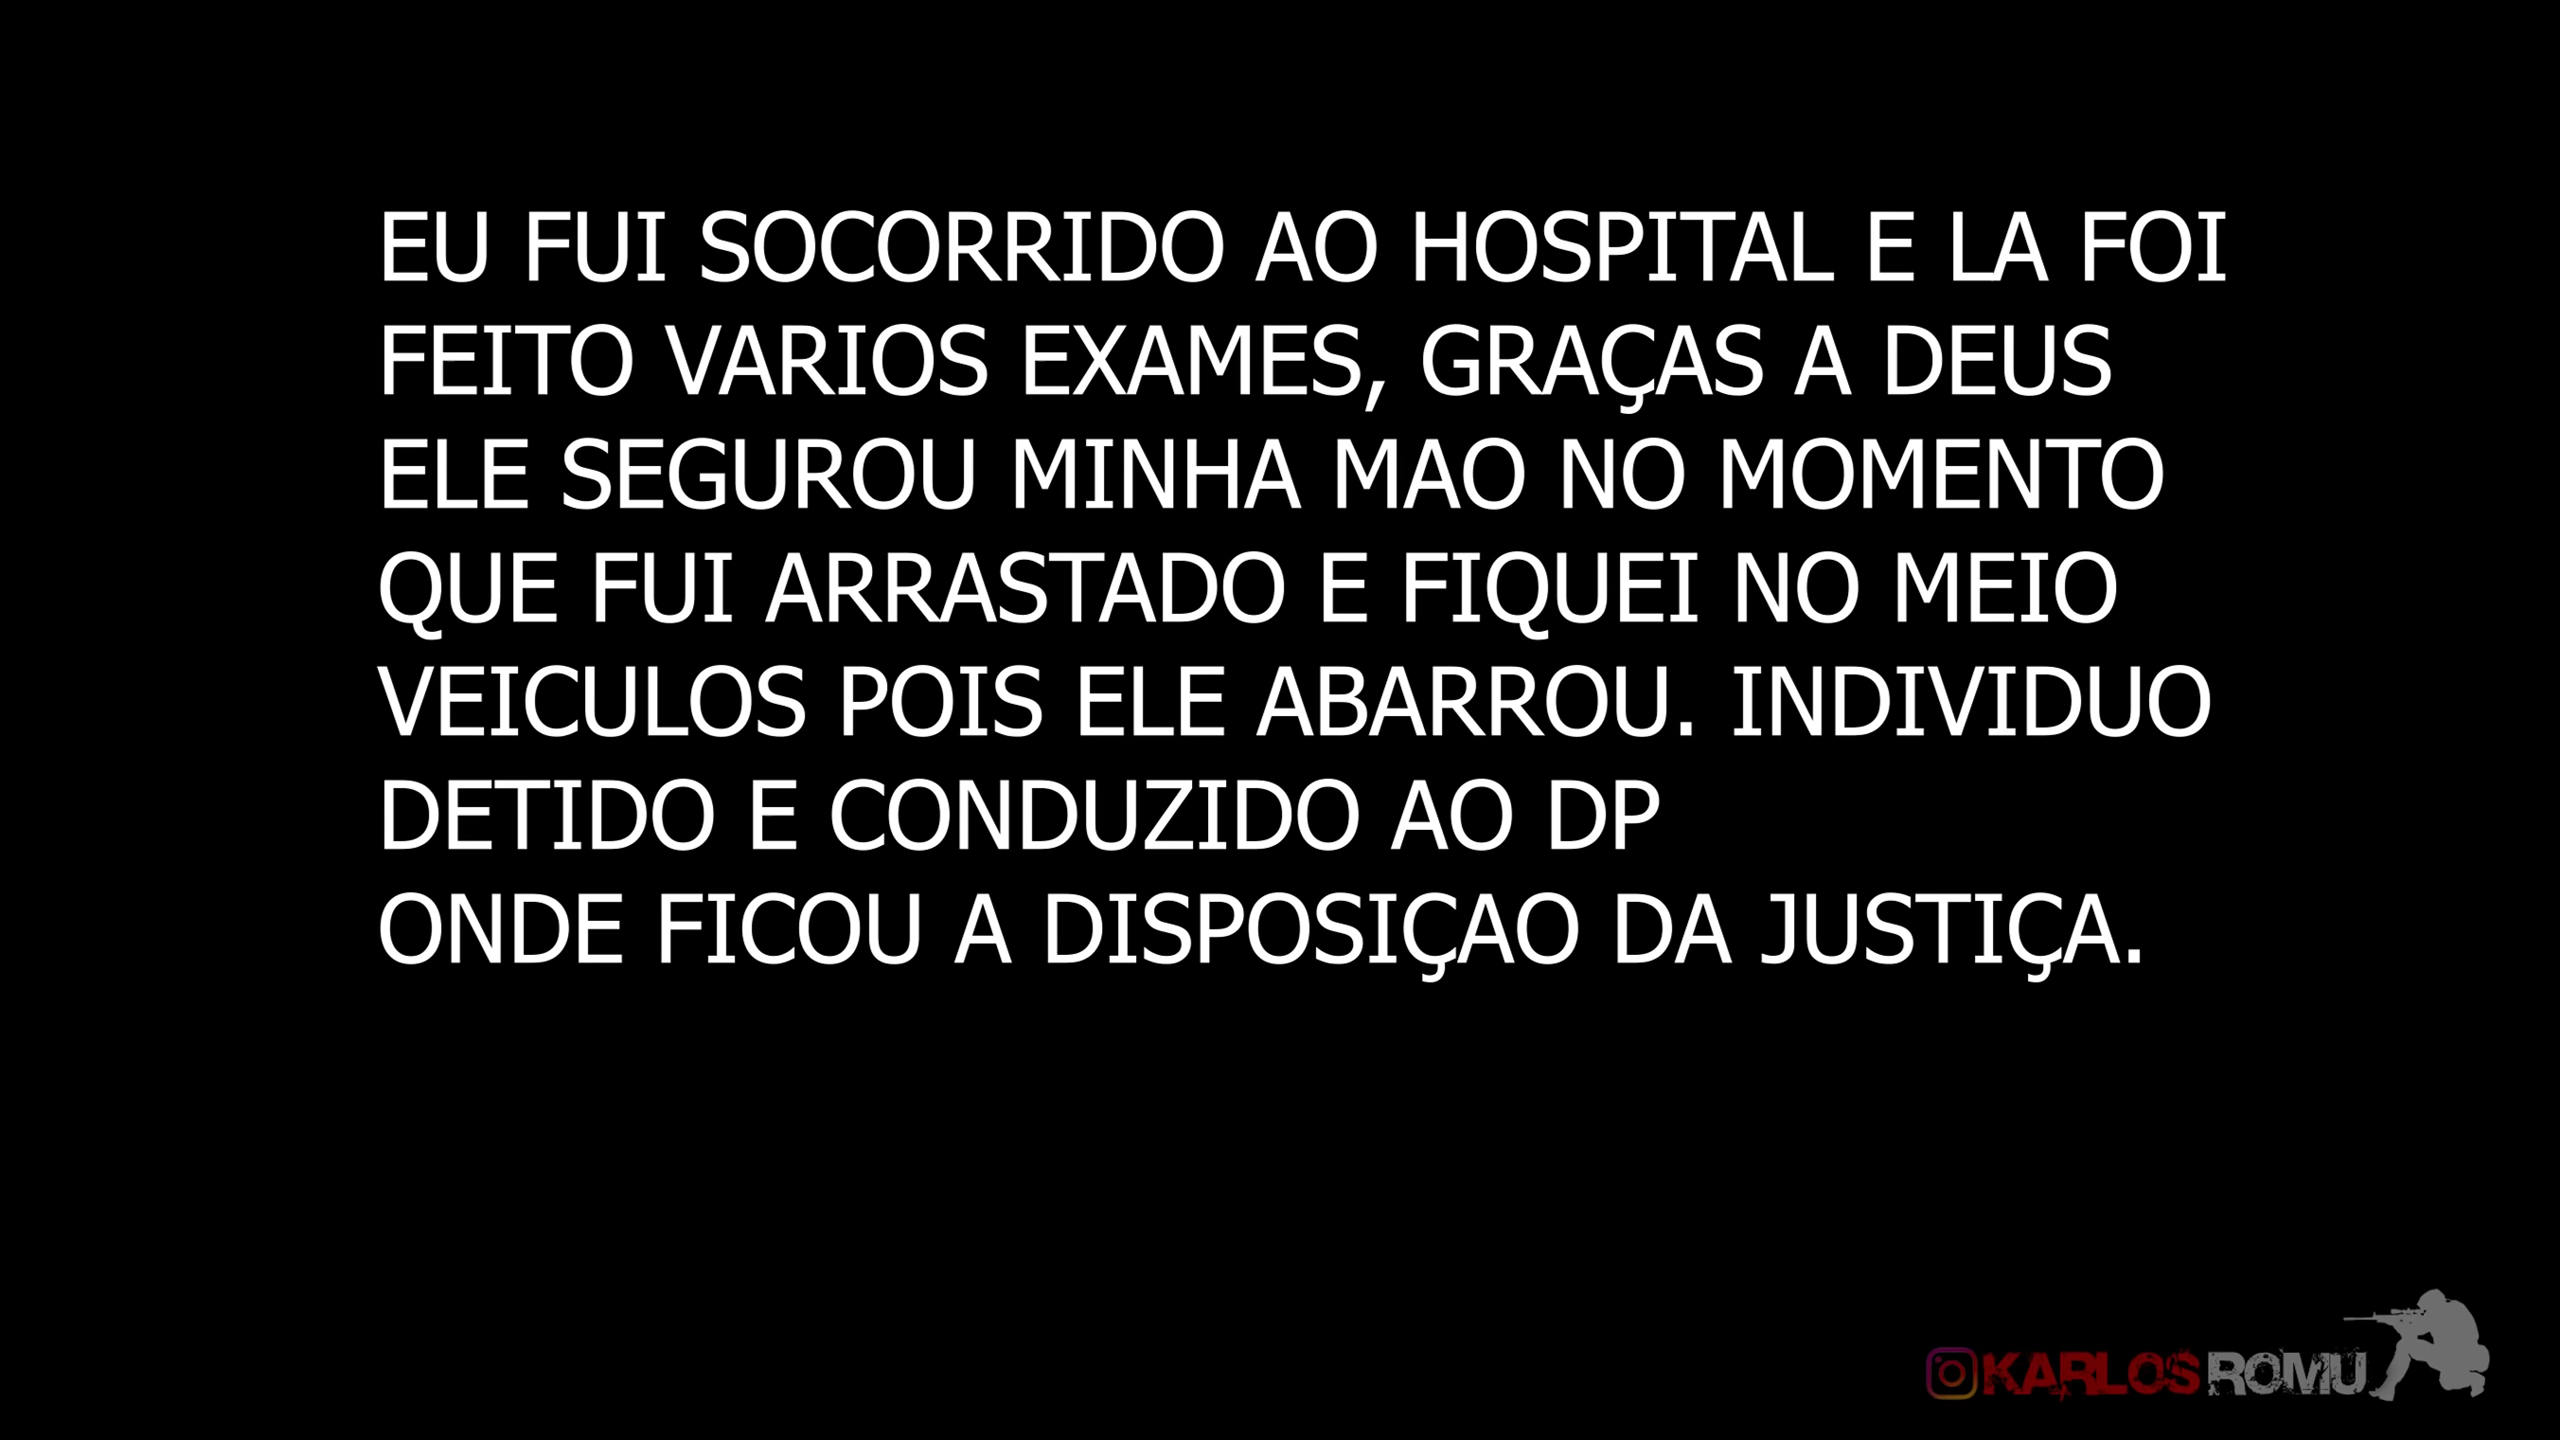 EU FUI SOCORRIDO AO HOSPITAL E LA FOI
FEITO VARIOS EXAMES, GRAÇAS A DEUS
ELE SEGUROU MINHA MAO NO MOMENTO
QUE FUI ARRASTADO E FIQUEI NO MEIO
VEICULOS POIS ELE ABARROU. INDIVIDUO
DETIDO E CONDUZIDO AO DP
ONDE FICOU A DISPOSIÇAO DA JUSTIÇA.
KARLOS ROMU